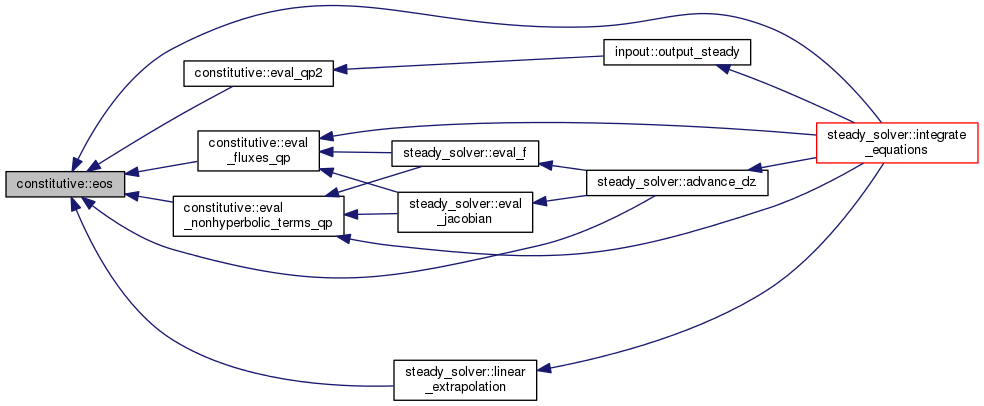 constitutive::eos
constitutive::eval_qp2
constitutive::eval
_fluxes_qp
constitutive::eval
_nonhyperbolic_terms_qp
inpout::output_steady
steady_solver::eval_f
steady_solver::eval
_jacobian
steady_solver::linear
_extrapolation
steady_solver::advance_dz
steady_solver::integrate
_equations